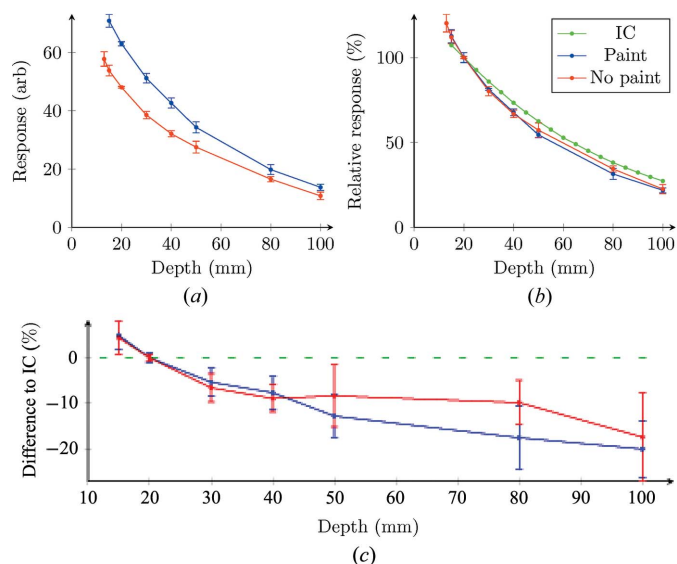 60
40
20
0
0
20
40
60
80
100
Response (arb)
Depth (mm)
(a)
100
50
0
0
20
40
60
80
100
Relative response (%)
Depth (mm)
IC
Paint
No paint
(b)
0
−10
−20
10
20
30
40
50
60
70
80
90
100
Difference to IC (%)
Depth (mm)
(c)